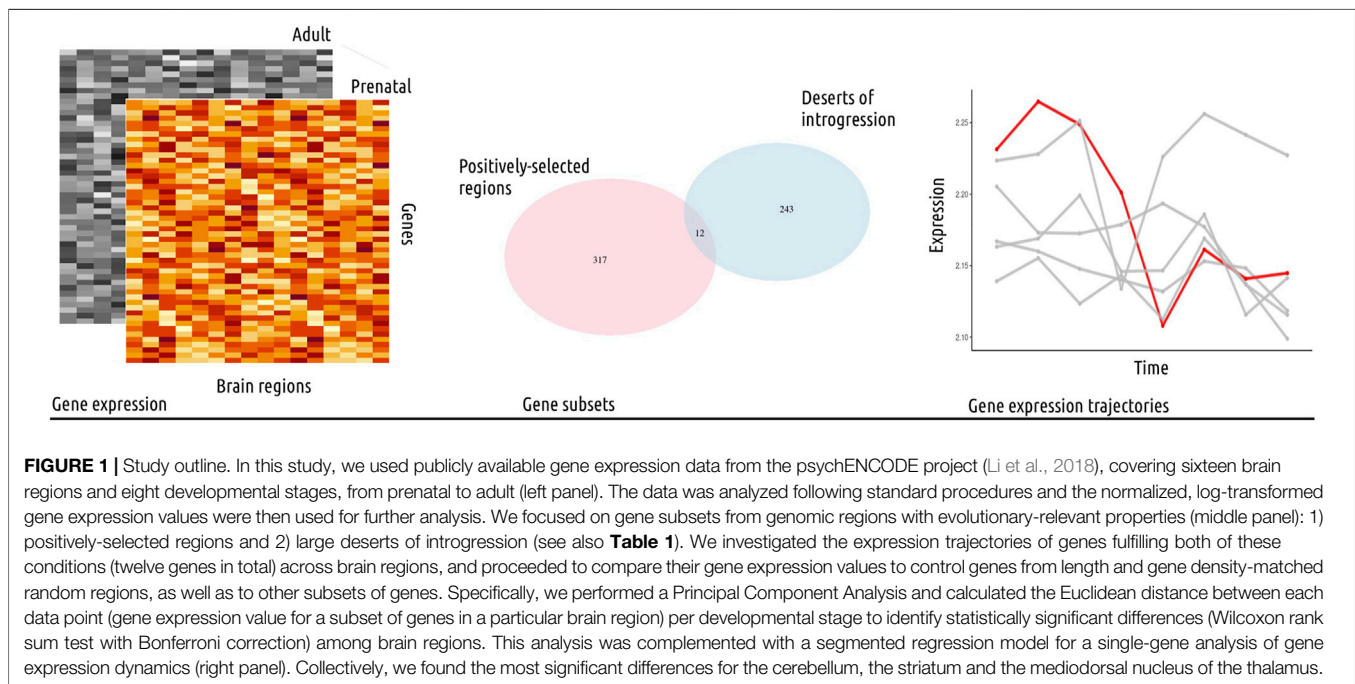 Adult
Prenatal
Genes
Brain regions
Gene expression
Positively-selected
regions
Deserts of
introgression
317
12
243
Gene subsets
Expression
2.25
2.20
2.15
2.10
Time
Gene expression trajectories
FIGURE 1 | Study outline. In this study, we used publicly available gene expression data from the psychENCODE project (Li et al., 2018), covering sixteen brain
regions and eight developmental stages, from prenatal to adult (left panel). The data was analyzed following standard procedures and the normalized, log-transformed
gene expression values were then used for further analysis. We focused on gene subsets from genomic regions with evolutionary-relevant properties (middle panel): 1)
positively-selected regions and 2) large deserts of introgression (see also Table 1). We investigated the expression trajectories of genes fulfilling both of these
conditions (twelve genes in total) across brain regions, and proceeded to compare their gene expression values to control genes from length and gene density-matched
random regions, as well as to other subsets of genes. Specifically, we performed a Principal Component Analysis and calculated the Euclidean distance between each
data point (gene expression value for a subset of genes in a particular brain region) per developmental stage to identify statistically significant differences (Wilcoxon rank
sum test with Bonferroni correction) among brain regions. This analysis was complemented with a segmented regression model for a single-gene analysis of gene
expression dynamics (right panel). Collectively, we found the most significant differences for the cerebellum, the striatum and the mediodorsal nucleus of the thalamus.